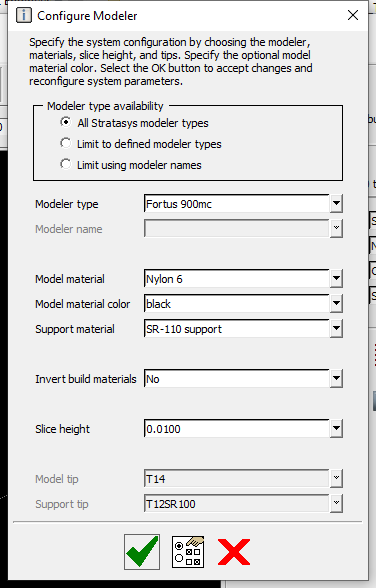 Configure Modeler
Specify the system configuration by choosing the modeler,
materials, slice height, and tips. Specify the optional model
material color. Select the OK button to accept changes and
reconfigure system parameters.
Modeler type availability
All Stratasys modeler types
Limit to defined modeler types
Limit using modeler names
Modeler type Fortus 900mc
Modeler name
Model material Nylon 6
Model material color black
Support material SR-110 support
Invert build materials No
Slice height 0.0100
Model tip T14
Support tip T12SR100